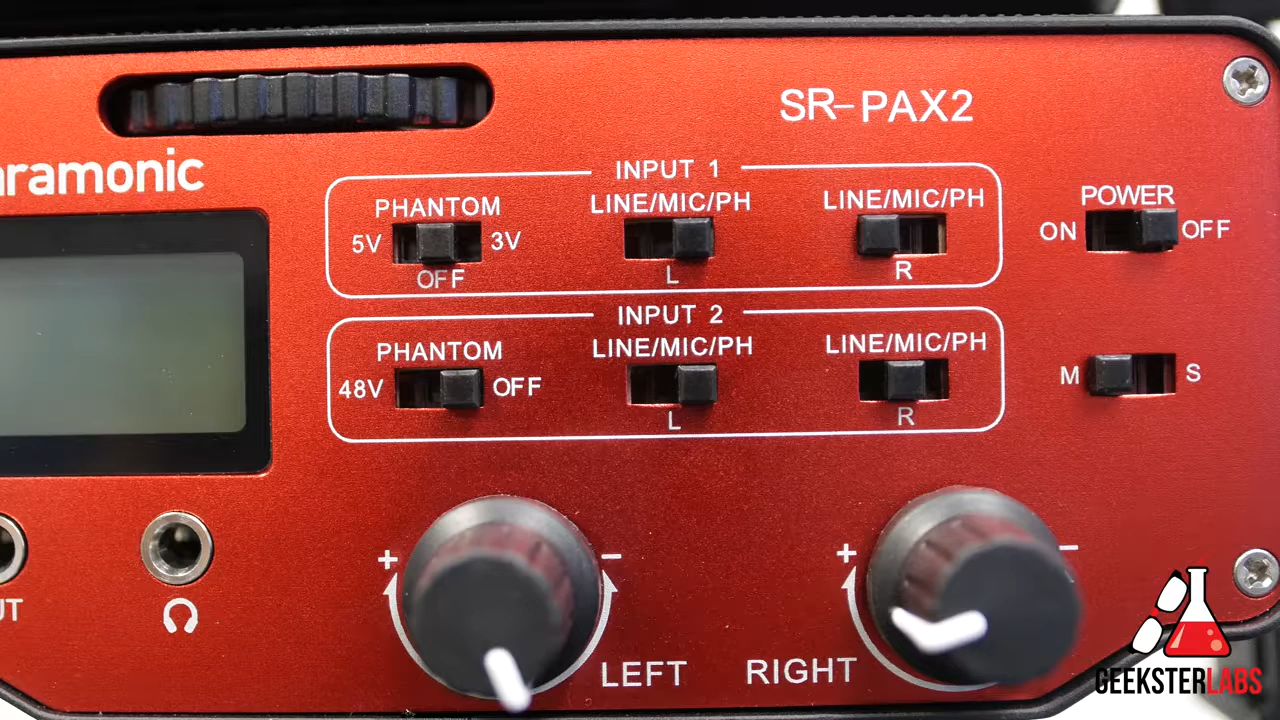 SR-PAX2
aramonic
INPUT 1
PHANTOM
5V
3V
OFF
LINE/MIC/PH
L
LINE/MIC/PH
R
POWER
ON
OFF
INPUT 2
PHANTOM
48V
OFF
LINE/MIC/PH
L
LINE/MIC/PH
R
M
S
UT
+
−
LEFT
RIGHT
+
−
GEEKSTERLABS